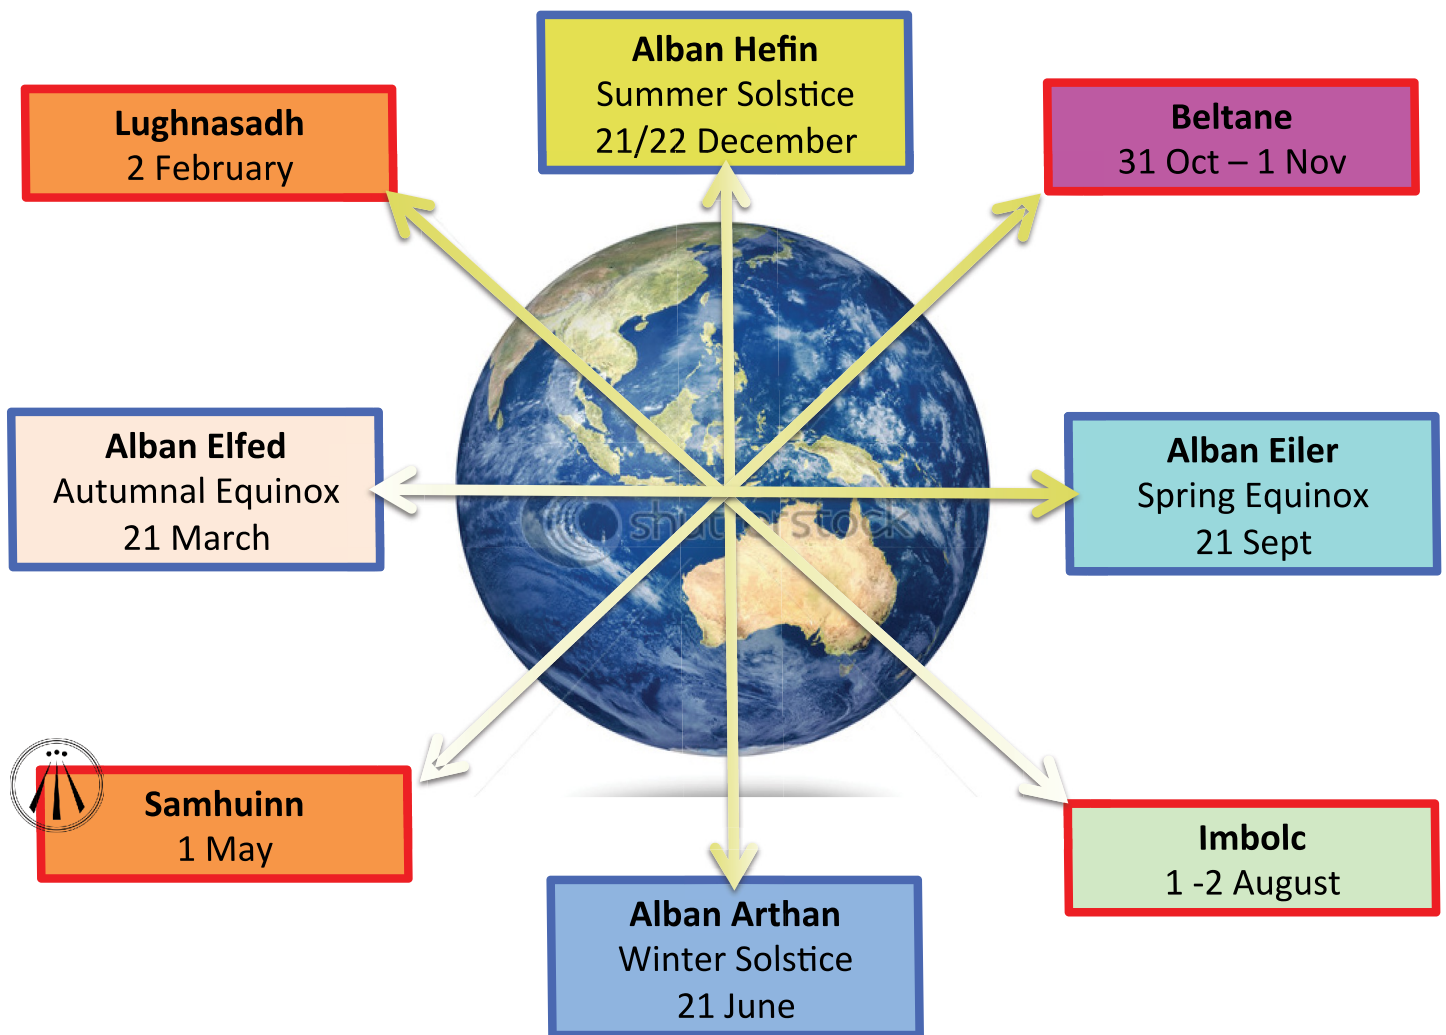 Alban Hefin
Summer Solstice
21/22 December
Lughnasadh
2 February
Beltane
31 Oct – 1 Nov
Alban Elfed
Autumnal Equinox
21 March
Alban Eiler
Spring Equinox
21 Sept
shutterstock
Samhuinn
1 May
Imbolc
1 -2 August
Alban Arthan
Winter Solstice
21 June